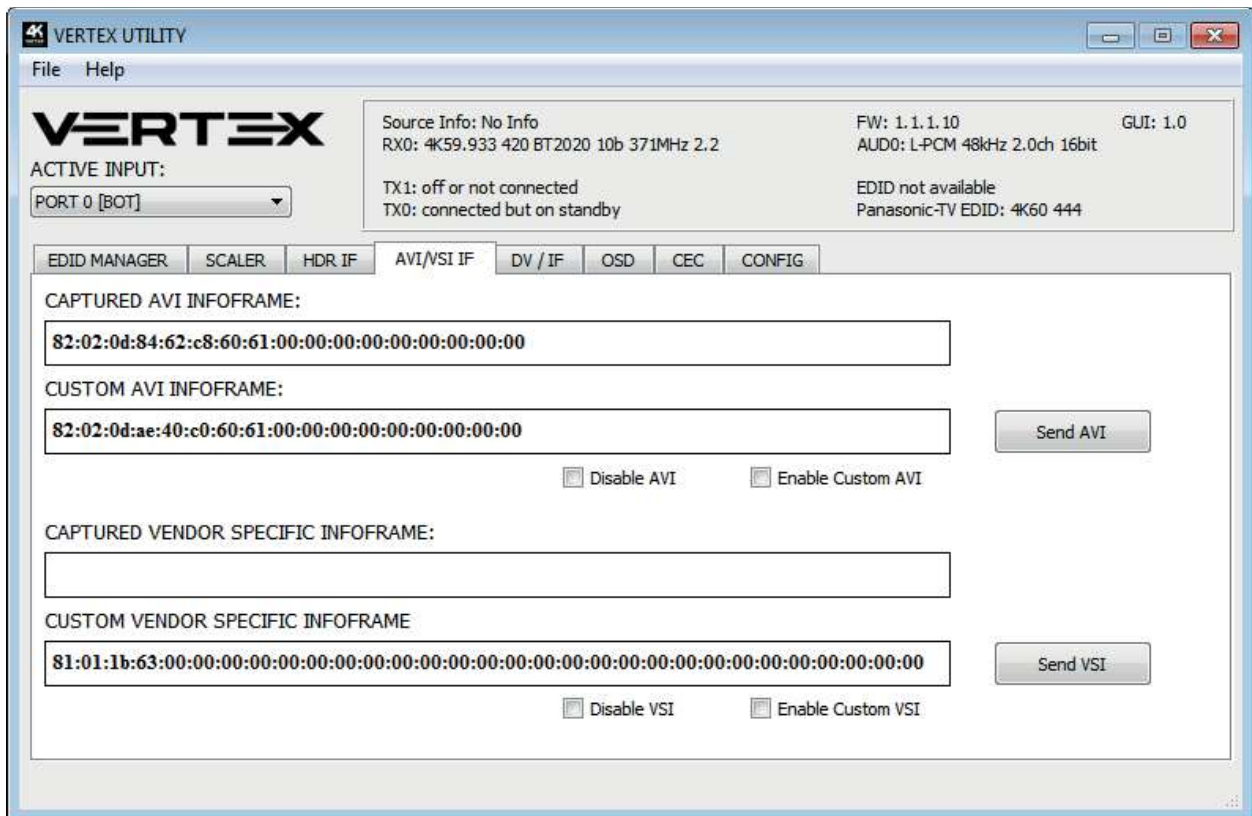 VERTEX UTILITY
File Help
VERTEX
ACTIVE INPUT:
PORT 0 [BOT]
Source Info: No Info
RX0: 4K59.933 420 BT2020 10b 371MHz 2.2
TX1: off or not connected
TX0: connected but on standby
FW: 1.1.1.10
AUD0: L-PCM 48kHz 2.0ch 16bit
EDID not available
Panasonic-TV EDID: 4K60 444
GUI: 1.0
EDID MANAGER SCALER HDR IF AVI/VSI IF DV / IF OSD CEC CONFIG
CAPTURED AVI INFOFRAME:
82:02:0d:84:62:c8:60:61:00:00:00:00:00:00:00:00:00
CUSTOM AVI INFOFRAME:
82:02:0d:ae:40:c0:60:61:00:00:00:00:00:00:00:00:00
Send AVI
Disable AVI Enable Custom AVI
CAPTURED VENDOR SPECIFIC INFOFRAME:
CUSTOM VENDOR SPECIFIC INFOFRAME
81:01:1b:63:00:00:00:00:00:00:00:00:00:00:00:00:00:00:00:00:00:00:00:00:00:00:00:00:00:00:00
Send VSI
Disable VSI Enable Custom VSI